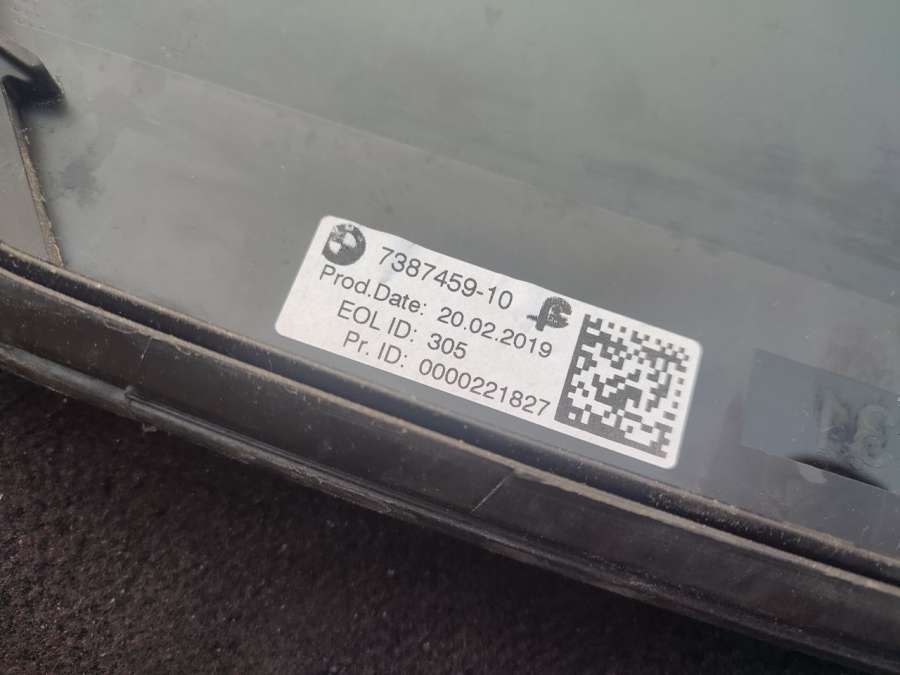 7387459-10
Prod.Date: 20.02.2019
EOL ID: 305
Pr. ID: 0000221827